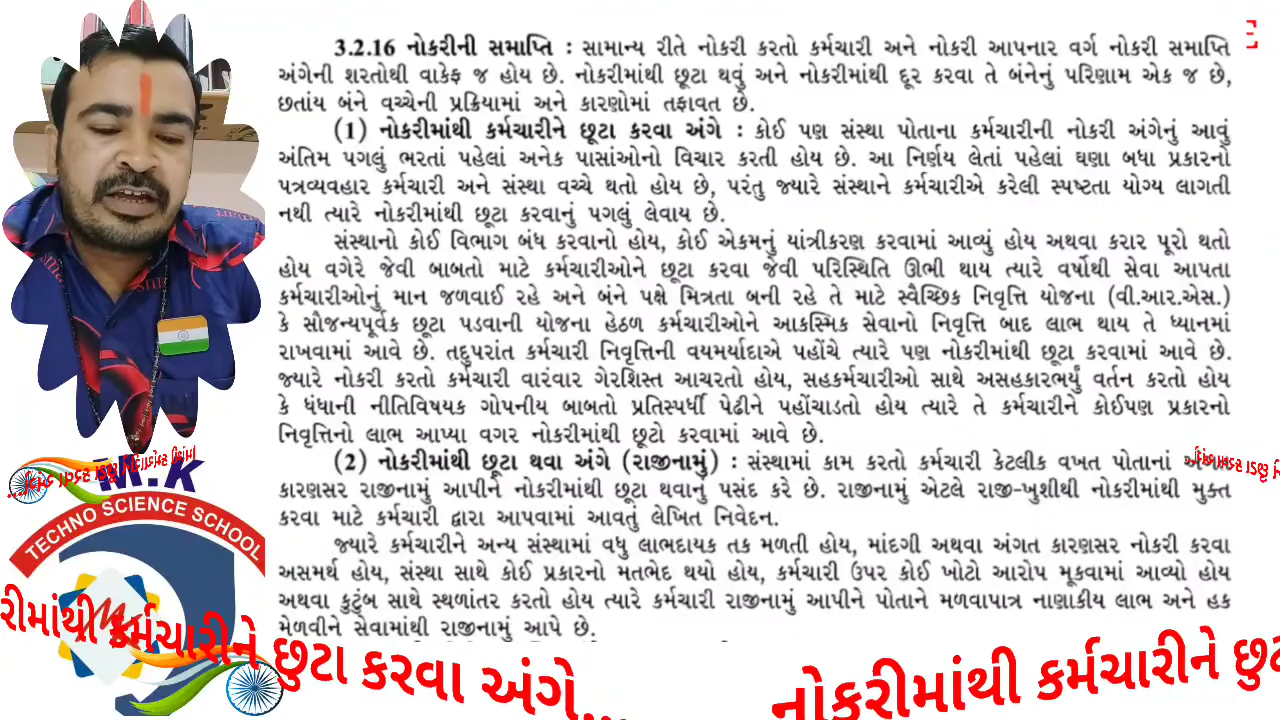 3.2.16 નોકરીની સમાપ્તિ : સામાન્ય રીતે નોકરી કરતો કર્મચારી અને નોકરી આપનાર વર્ગ નોકરી સમાપ્તિ
અંગેની શરતોથી વાકેફ જ હોય છે. નોકરીમાંથી છૂટા થવું અને નોકરીમાંથી દૂર કરવા તે બંનેનું પરિણામ એક જ છે,
છતાંય બંને વચ્ચેની પ્રક્રિયામાં અને કારણોમાં તફાવત છે.
(1) નોકરીમાંથી કર્મચારીને છૂટા કરવા અંગે : કોઈ પણ સંસ્થા પોતાના કર્મચારીની નોકરી અંગેનું આવું
અંતિમ પગલું ભરતાં પહેલાં અનેક પાસાંઓનો વિચાર કરતી હોય છે. આ નિર્ણય લેતાં પહેલાં ઘણા બધા પ્રકારનો
પત્રવ્યવહાર કર્મચારી અને સંસ્થા વચ્ચે થતો હોય છે, પરંતુ જ્યારે સંસ્થાને કર્મચારીએ કરેલી સ્પષ્ટતા યોગ્ય લાગતી
નથી ત્યારે નોકરીમાંથી છૂટા કરવાનું પગલું લેવાય છે.
સંસ્થાનો કોઈ વિભાગ બંધ કરવાનો હોય, કોઈ એકમનું યાંત્રીકરણ કરવામાં આવ્યું હોય અથવા કરાર પૂરો થતો
હોય વગેરે જેવી બાબતો માટે કર્મચારીઓને છૂટા કરવા જેવી પરિસ્થિતિ ઊભી થાય ત્યારે વર્ષોથી સેવા આપતા
કર્મચારીઓનું માન જળવાઈ રહે અને બંને પક્ષે મિત્રતા બની રહે તે માટે સ્વૈચ્છિક નિવૃત્તિ યોજના (વી.આર.એસ.)
કે સૌજન્યપૂર્વક છૂટા પડવાની યોજના હેઠળ કર્મચારીઓને આકસ્મિક સેવાનો નિવૃત્તિ બાદ લાભ થાય તે ધ્યાનમાં
રાખવામાં આવે છે. તદુપરાંત કર્મચારી નિવૃત્તિની વયમર્યાદાએ પહોંચે ત્યારે પણ નોકરીમાંથી છૂટા કરવામાં આવે છે.
જ્યારે નોકરી કરતો કર્મચારી વારંવાર ગેરશિસ્ત આચરતો હોય, સહકર્મચારીઓ સાથે અસહકારભર્યું વર્તન કરતો હોય
કે ધંધાની નીતિવિષયક ગોપનીય બાબતો પ્રતિસ્પર્ધી પેઢીને પહોંચાડતો હોય ત્યારે તે કર્મચારીને કોઈપણ પ્રકારનો
નિવૃત્તિનો લાભ આપ્યા વગર નોકરીમાંથી છૂટો કરવામાં આવે છે.
(2) નોકરીમાંથી છૂટા થવા અંગે (રાજીનામું) : સંસ્થામાં કામ કરતો કર્મચારી કેટલીક વખત પોતાનાં
કારણસર રાજીનામું આપીને નોકરીમાંથી છૂટા થવાનું પસંદ કરે છે. રાજીનામું એટલે રાજી-ખુશીથી નોકરીમાંથી મુક્ત
કરવા માટે કર્મચારી દ્વારા આપવામાં આવતું લેખિત નિવેદન.
જ્યારે કર્મચારીને અન્ય સંસ્થામાં વધુ લાભદાયક તક મળતી હોય, માંદગી અથવા અંગત કારણસર નોકરી કરવા
અસમર્થ હોય, સંસ્થા સાથે કોઈ પ્રકારનો મતભેદ થયો હોય, કર્મચારી ઉપર કોઈ ખોટો આરોપ મૂકવામાં આવ્યો હોય
અથવા કુટુંબ સાથે સ્થળાંતર કરતો હોય ત્યારે કર્મચારી રાજીનામું આપીને પોતાને મળવાપાત્ર નાણાકીય લાભ અને હક
મેળવીને સેવામાંથી રાજીનામું આપે છે.
M.K
TECHNO SCIENCE SCHOOL
રીમાંથી કર્મચારીને છુટા કરવા અંગે...
નોકરીમાંથી કર્મચારીને છુટ